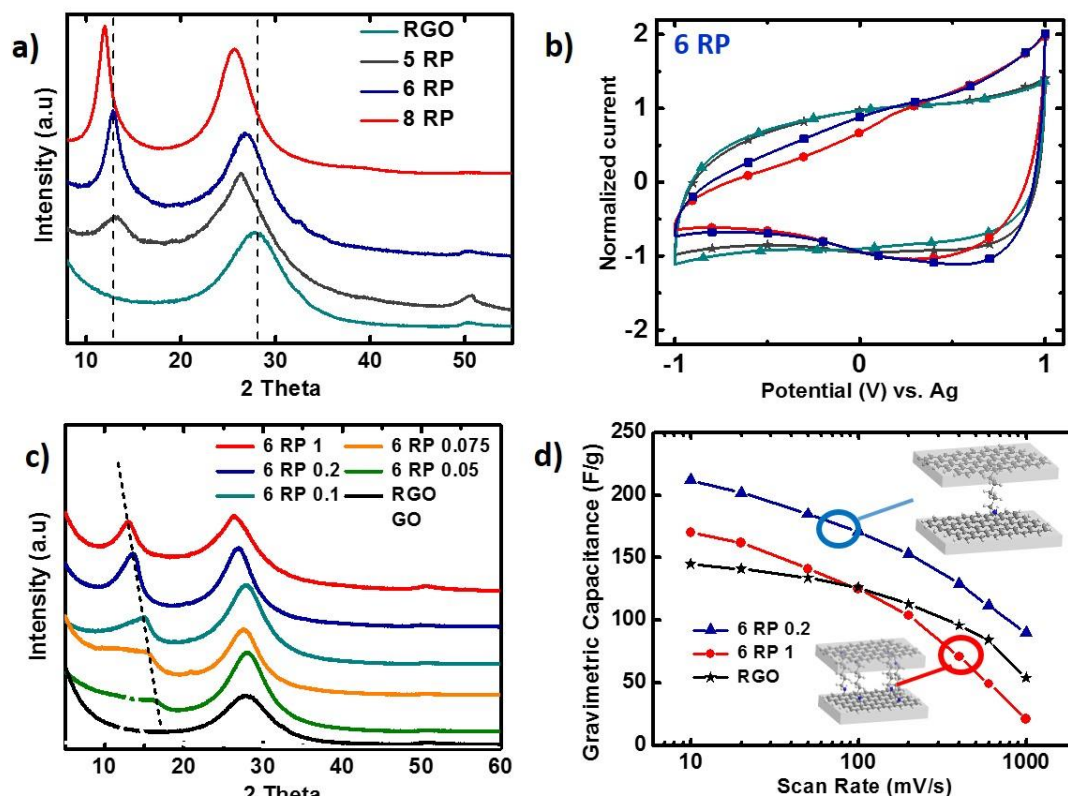 a)
RGO
5 RP
6 RP
8 RP
Intensity (a.u)
10 20 30 40 50
2 Theta
b)
6 RP
2
1
0
-1
-2
Normalized current
-1 0 1
Potential (V) vs. Ag
c)
6 RP 1 6 RP 0.075
6 RP 0.2 6 RP 0.05
6 RP 0.1 RGO
GO
Intensity (a.u)
10 20 30 40 50 60
2 Theta
d)
250
200
150
100
50
0
Gravimetric Capacitance (F/g)
6 RP 0.2
6 RP 1
RGO
10 100 1000
Scan Rate (mV/s)